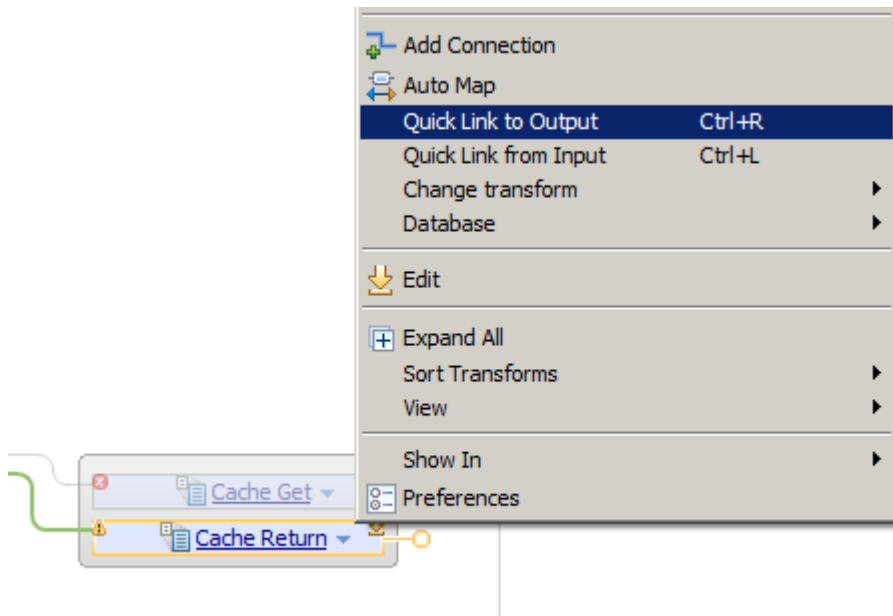 Add Connection
Auto Map
Quick Link to Output Ctrl+R
Quick Link from Input Ctrl+L
Change transform
Database
Edit
Expand All
Sort Transforms
View
Show In
Preferences
Cache Get
Cache Return